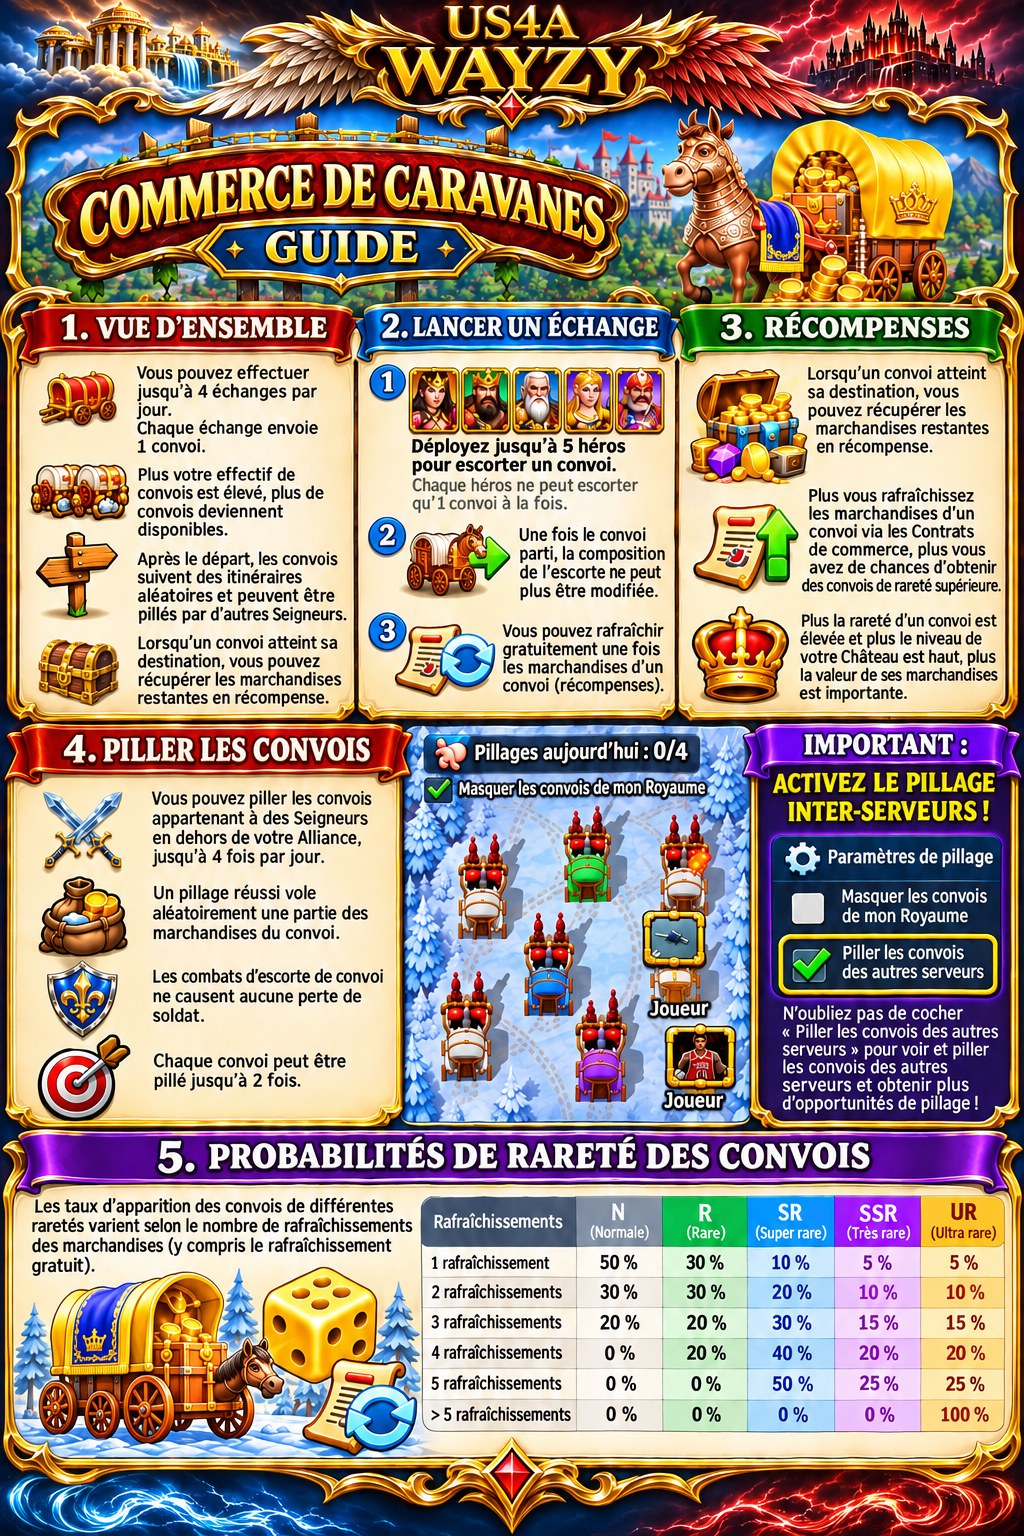 US4A
WAYZY
COMMERCE DE CARAVANES
GUIDE
1. VUE D'ENSEMBLE
Vous pouvez effectuer
jusqu'à 4 échanges par
jour.
Chaque échange envoie
1 convoi.
Plus votre effectif de
convois est élevé, plus de
convois deviennent
disponibles.
Après le départ, les convois
suivent des itinéraires
aléatoires et peuvent être
pillés par d'autres Seigneurs.
Lorsqu'un convoi atteint sa
destination, vous pouvez
récupérer les marchandises
restantes en récompense.
2. LANCER UN ÉCHANGE
1
Déployez jusqu'à 5 héros
pour escorter un convoi.
Chaque héros ne peut escorter
qu'1 convoi à la fois.
2
Une fois le convoi
parti, la composition
de l'escorte ne peut
plus être modifiée.
3
Vous pouvez rafraîchir
gratuitement une fois
les marchandises d'un
convoi (récompenses).
3. RÉCOMPENSES
Lorsqu'un convoi atteint
sa destination, vous
pouvez récupérer les
marchandises restantes
en récompense.
Plus vous rafraîchissez
les marchandises d'un
convoi via les Contrats
de commerce, plus vous
avez de chances d'obtenir
des convois de rareté supérieure.
Plus la rareté d'un convoi est
élevée et plus le niveau de
votre Château est haut, plus
la valeur de ses marchandises
est importante.
4. PILLER LES CONVOIS
Vous pouvez piller les convois
appartenant à des Seigneurs
en dehors de votre Alliance,
jusqu'à 4 fois par jour.
Un pillage réussi vole
aléatoirement une partie des
marchandises du convoi.
Les combats d'escorte de convoi
ne causent aucune perte de
soldat.
Chaque convoi peut être
pillé jusqu'à 2 fois.
Pillages aujourd'hui : 0/4
Masquer les convois de mon Royaume
Joueur
Joueur
IMPORTANT :
ACTIVEZ LE PILLAGE
INTER-SERVEURS !
Paramètres de pillage
Masquer les convois
de mon Royaume
Piller les convois
des autres serveurs
N'oubliez pas de cocher
« Piller les convois des autres
serveurs » pour voir et piller
les convois des autres
serveurs et obtenir plus
d'opportunités de pillage !
5. PROBABILITÉS DE RARETÉ DES CONVOIS
Les taux d'apparition des convois de différentes
raretés varient selon le nombre de rafraîchissements
des marchandises (y compris le rafraîchissement
gratuit).
Rafraîchissements N (Normale) R (Rare) SR (Super rare) SSR (Très rare) UR (Ultra rare)
1 rafraîchissement 50 % 30 % 10 % 5 % 5 %
2 rafraîchissements 30 % 30 % 20 % 10 % 10 %
3 rafraîchissements 20 % 20 % 30 % 15 % 15 %
4 rafraîchissements 0 % 20 % 40 % 20 % 20 %
5 rafraîchissements 0 % 0 % 50 % 25 % 25 %
> 5 rafraîchissements 0 % 0 % 0 % 0 % 100 %